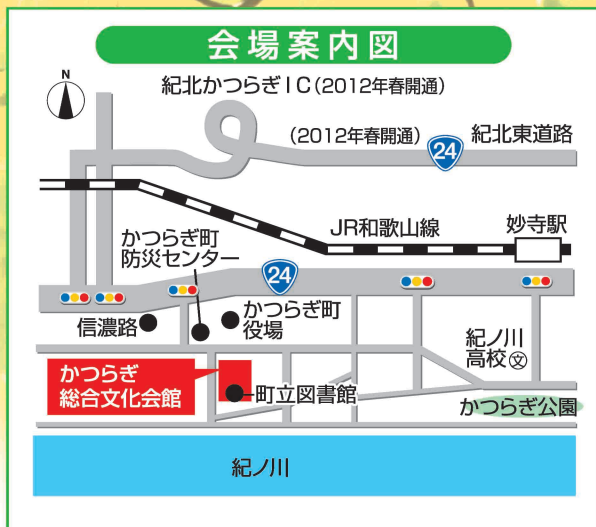 会場案内図
紀北かつらぎIC(2012年春開通)
N
(2012年春開通)
24
紀北東道路
JR和歌山線
妙寺駅
かつらぎ町
防災センター
24
信濃路
かつらぎ町
役場
紀ノ川
高校
文
かつらぎ
総合文化会館
町立図書館
かつらぎ公園
紀ノ川